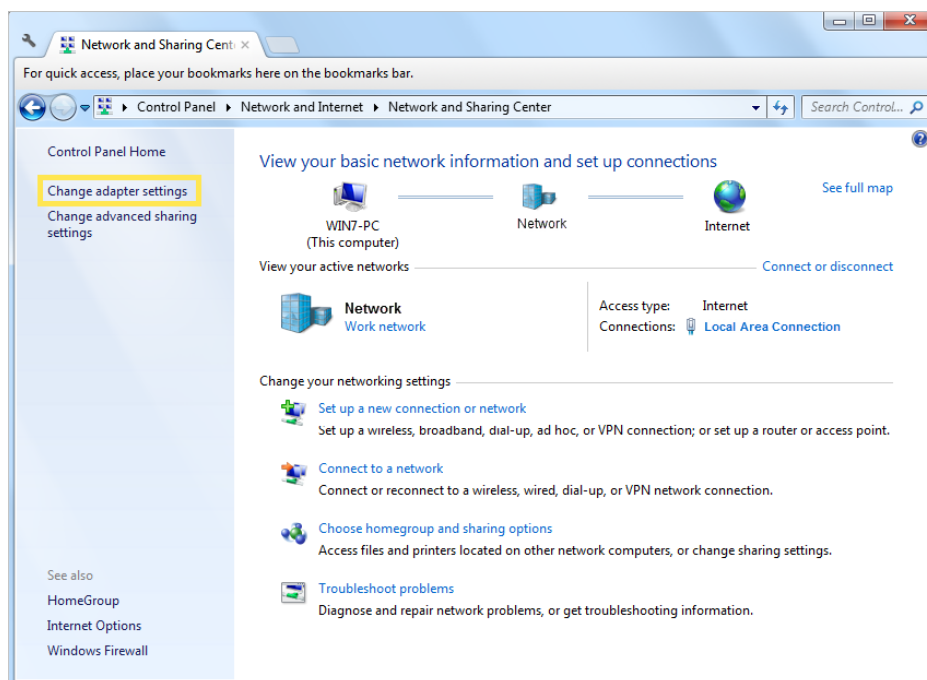 Network and Sharing Cent
For quick access, place your bookmarks here on the bookmarks bar.
Control Panel Network and Internet Network and Sharing Center
Search Control...
Control Panel Home
Change adapter settings
Change advanced sharing
settings
See also
HomeGroup
Internet Options
Windows Firewall
View your basic network information and set up connections
See full map
WIN7-PC
(This computer)
Network
Internet
View your active networks
Connect or disconnect
Network
Work network
Access type: Internet
Connections: Local Area Connection
Change your networking settings
Set up a new connection or network
Set up a wireless, broadband, dial-up, ad hoc, or VPN connection; or set up a router or access point.
Connect to a network
Connect or reconnect to a wireless, wired, dial-up, or VPN network connection.
Choose homegroup and sharing options
Access files and printers located on other network computers, or change sharing settings.
Troubleshoot problems
Diagnose and repair network problems, or get troubleshooting information.